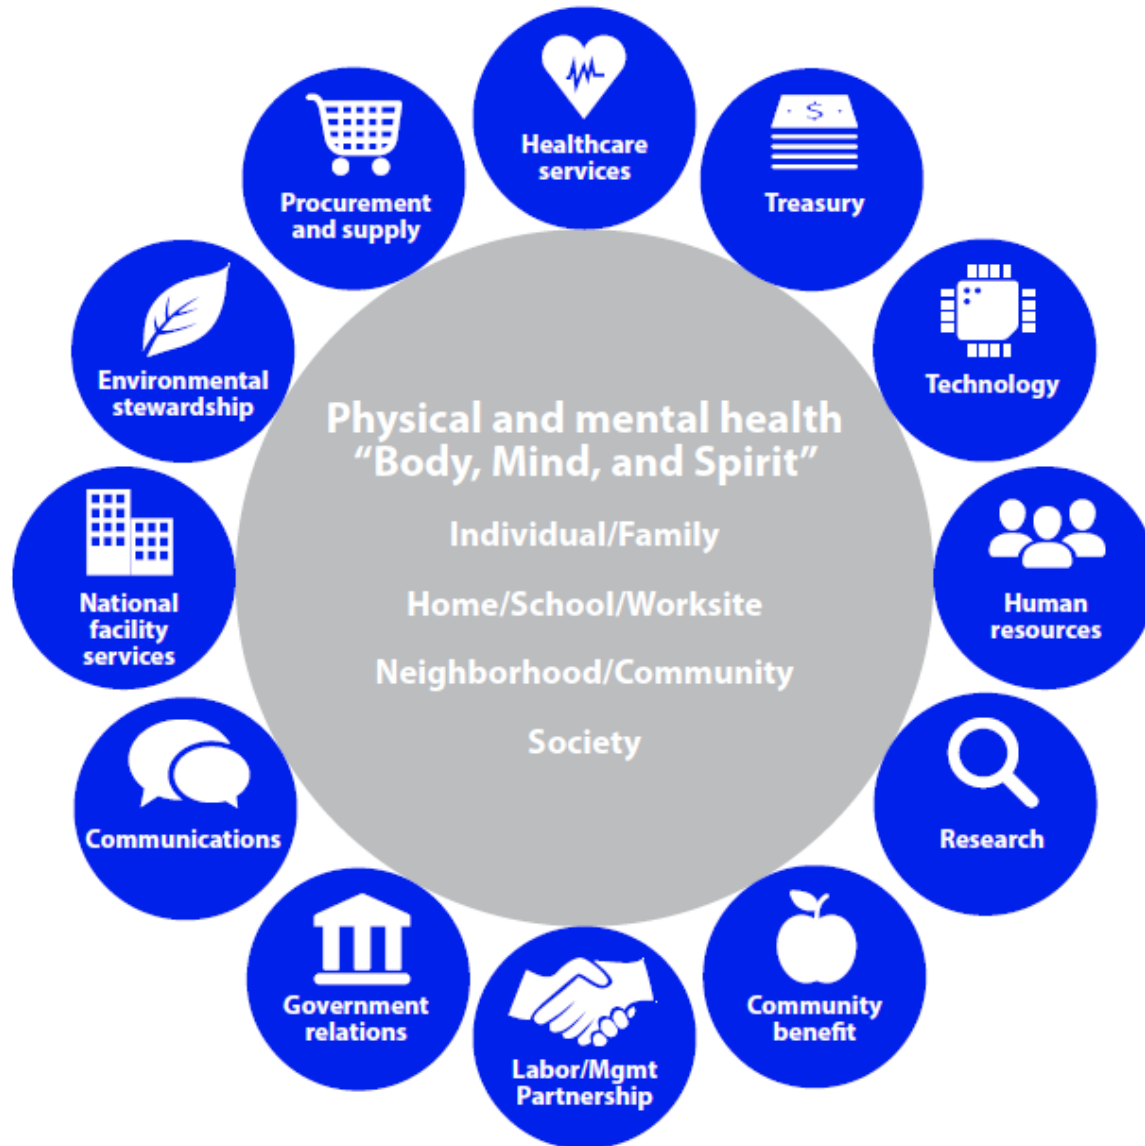 Healthcare
services
$
Treasury
Technology
Human
resources
Research
Community
benefit
Labor/Mgmt
Partnership
Government
relations
Communications
National
facility
services
Environmental
stewardship
Procurement
and supply
Physical and mental health
“Body, Mind, and Spirit”
Individual/Family
Home/School/Worksite
Neighborhood/Community
Society